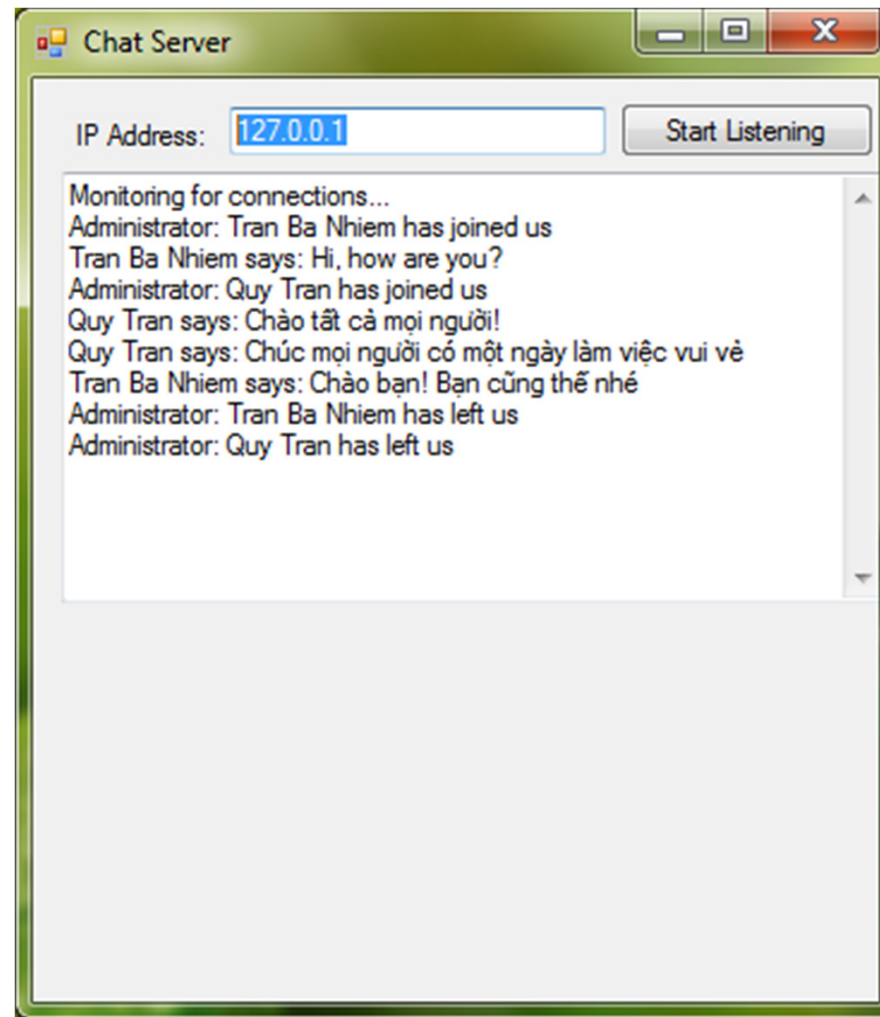 Chat Server
IP Address: 127.0.0.1 Start Listening
Monitoring for connections...
Administrator: Tran Ba Nhiem has joined us
Tran Ba Nhiem says: Hi, how are you?
Administrator: Quy Tran has joined us
Quy Tran says: Chào tất cả mọi người!
Quy Tran says: Chúc mọi người có một ngày làm việc vui vẻ
Tran Ba Nhiem says: Chào bạn! Bạn cũng thế nhé
Administrator: Tran Ba Nhiem has left us
Administrator: Quy Tran has left us